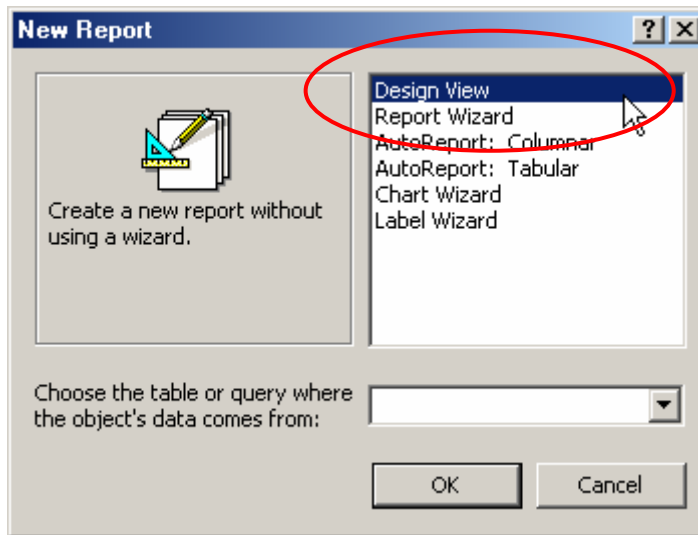 New Report
Design View
Report Wizard
AutoReport: Columnar
AutoReport: Tabular
Chart Wizard
Label Wizard
Create a new report without
using a wizard.
Choose the table or query where
the object's data comes from:
OK
Cancel